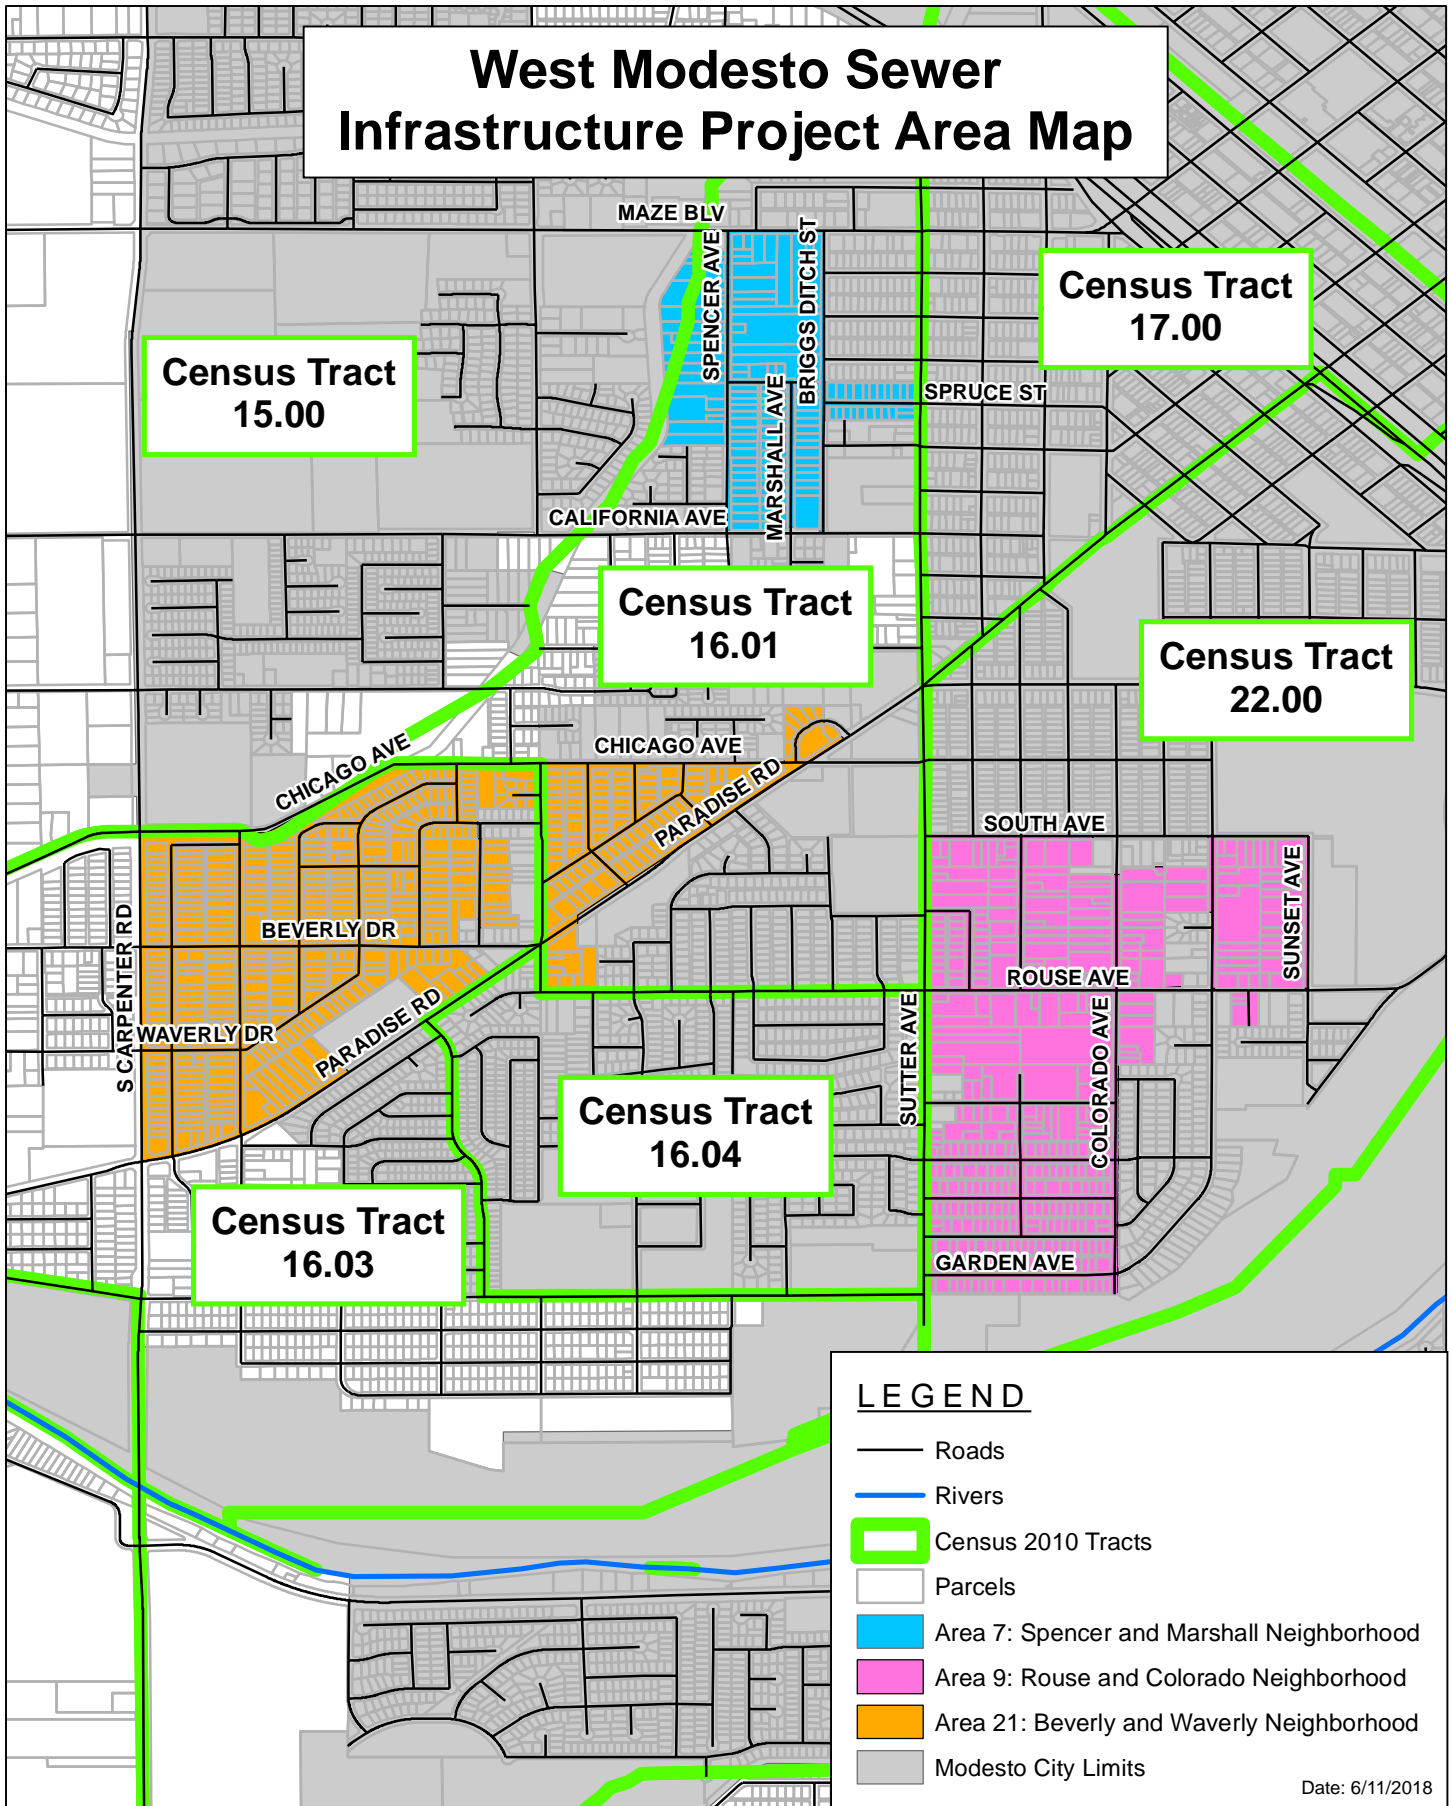 West Modesto Sewer
Infrastructure Project Area Map
MAZE BLV
SPENCER AVE
BRIGGS DITCH ST
Census Tract
17.00
Census Tract
15.00
MARSHALL AVE
SPRUCE ST
CALIFORNIA AVE
Census Tract
16.01
Census Tract
22.00
CHICAGO AVE
CHICAGO AVE
PARADISE RD
SOUTH AVE
SUNSET AVE
S CARPENTER RD
BEVERLY DR
ROUSE AVE
WAVERLY DR
PARADISE RD
SUTTER AVE
COLORADO AVE
Census Tract
16.04
Census Tract
16.03
GARDEN AVE
LEGEND
Roads
Rivers
Census 2010 Tracts
Parcels
Area 7: Spencer and Marshall Neighborhood
Area 9: Rouse and Colorado Neighborhood
Area 21: Beverly and Waverly Neighborhood
Modesto City Limits
Date: 6/11/2018